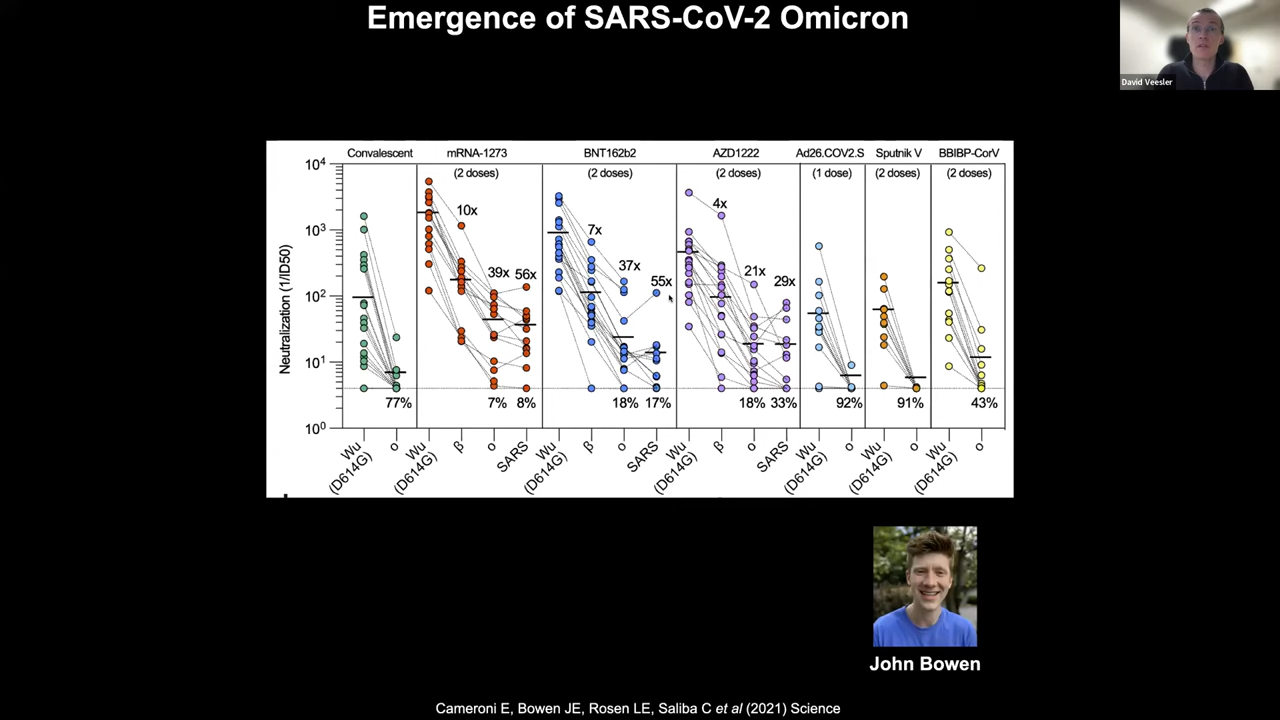 Emergence of SARS-CoV-2 Omicron
David Veesler
Convalescent mRNA-1273 BNT162b2 AZD1222 Ad26.COV2.S Sputnik V BBIBP-CorV
(2 doses) (2 doses) (2 doses) (1 dose) (2 doses) (2 doses)
Neutralization (1/ID50)
10⁴
10³
10²
10¹
10⁰
10x
39x
56x
7x
37x
55x
4x
21x
29x
77% 7% 8% 18% 17% 18% 33% 92% 91% 43%
Wu (D614G) ο Wu (D614G) β ο SARS Wu (D614G) β ο SARS Wu (D614G) β ο SARS Wu (D614G) ο Wu (D614G) ο Wu (D614G) ο
John Bowen
Cameroni E, Bowen JE, Rosen LE, Saliba C et al (2021) Science